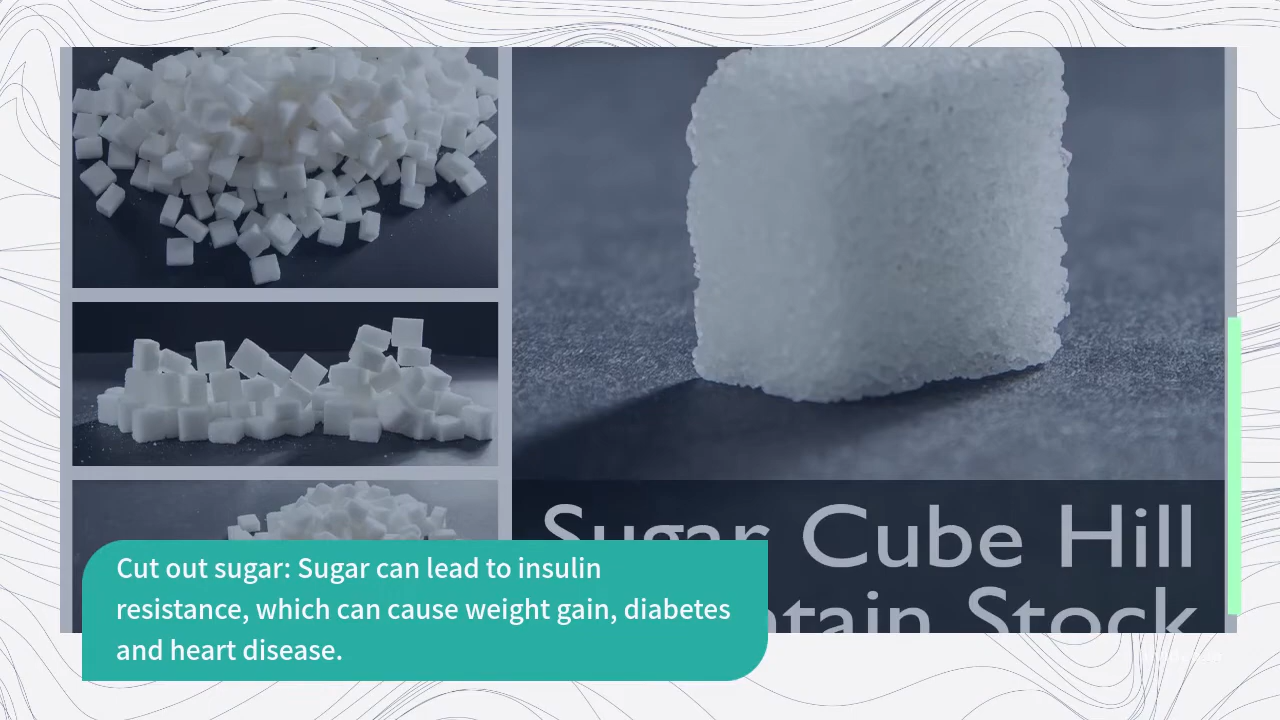 Sugar Cube Hill
Stock
Cut out sugar: Sugar can lead to insulin
resistance, which can cause weight gain, diabetes
and heart disease.